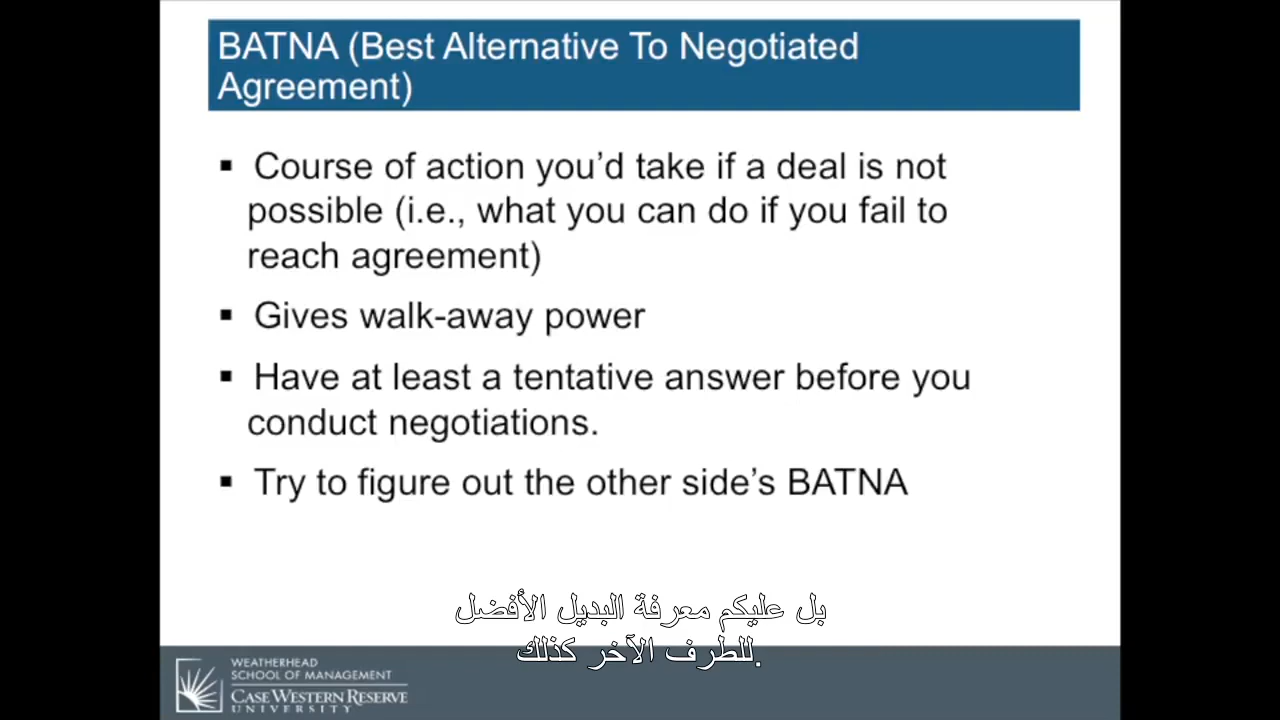 BATNA (Best Alternative To Negotiated
Agreement)
▪ Course of action you’d take if a deal is not
possible (i.e., what you can do if you fail to
reach agreement)
▪ Gives walk-away power
▪ Have at least a tentative answer before you
conduct negotiations.
▪ Try to figure out the other side’s BATNA
بل عليكم معرفة البديل الأفضل
للطرف الآخر كذلك.
WEATHERHEAD
SCHOOL OF MANAGEMENT
CASE WESTERN RESERVE
UNIVERSITY